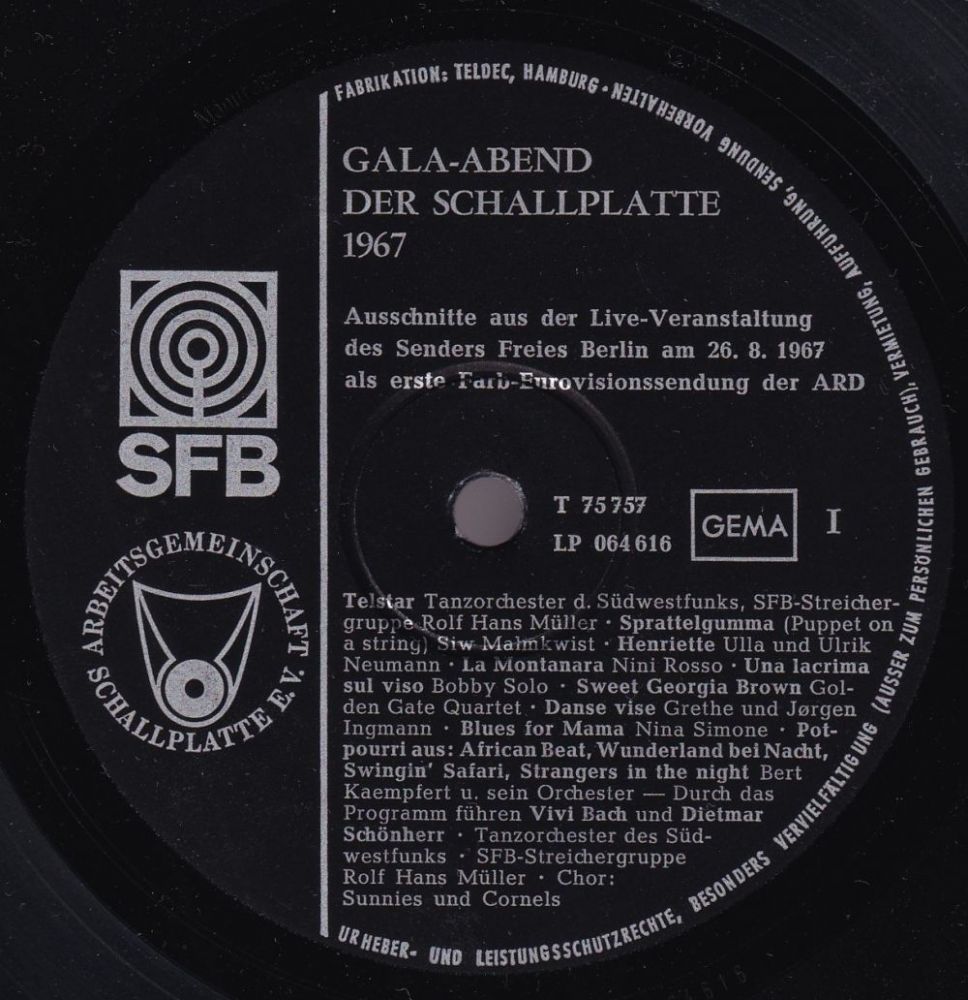 FABRIKATION: TELDEC, HAMBURG · URHEBER- UND LEISTUNGSSCHUTZRECHTE, BESONDERS VERVIELFÄLTIGUNG (AUSSER ZUM PERSÖNLICHEN GEBRAUCH), VERMIETUNG, AUFFÜHRUNG, SENDUNG VORBEHALTEN
GALA-ABEND
DER SCHALLPLATTE
1967
SFB
ARBEITSGEMEINSCHAFT
SCHALLPLATTE E.V.
Ausschnitte aus der Live-Veranstaltung
des Senders Freies Berlin am 26. 8. 1967
als erste Farb-Eurovisionssendung der ARD
T 75757
LP 064616
GEMA
I
Telstar Tanzorchester d. Südwestfunks, SFB-Streicher-
gruppe Rolf Hans Müller · Sprattelgumma (Puppet on
a string) Siw Malmkwist · Henriette Ulla und Ulrik
Neumann · La Montanara Nini Rosso · Una lacrima
sul viso Bobby Solo · Sweet Georgia Brown Gol-
den Gate Quartet · Danse vise Grethe und Jørgen
Ingmann · Blues for Mama Nina Simone · Pot-
pourri aus: African Beat, Wunderland bei Nacht,
Swingin' Safari, Strangers in the night Bert
Kaempfert u. sein Orchester — Durch das
Programm führen Vivi Bach und Dietmar
Schönherr · Tanzorchester des Süd-
westfunks · SFB-Streichergruppe
Rolf Hans Müller · Chor:
Sunnies und Cornels